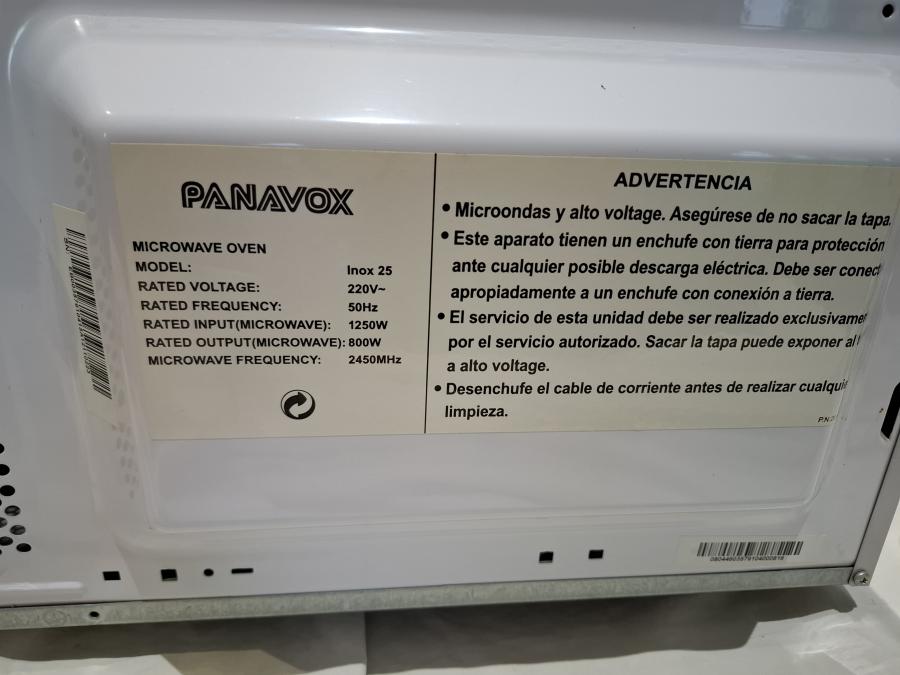 PANAVOX
MICROWAVE OVEN
MODEL: Inox 25
RATED VOLTAGE: 220V~
RATED FREQUENCY: 50Hz
RATED INPUT(MICROWAVE): 1250W
RATED OUTPUT(MICROWAVE): 800W
MICROWAVE FREQUENCY: 2450MHz
ADVERTENCIA
• Microondas y alto voltage. Asegúrese de no sacar la tapa.
• Este aparato tienen un enchufe con tierra para protección
ante cualquier posible descarga eléctrica. Debe ser conect
apropiadamente a un enchufe con conexión a tierra.
• El servicio de esta unidad debe ser realizado exclusivame
por el servicio autorizado. Sacar la tapa puede exponer al
a alto voltage.
• Desenchufe el cable de corriente antes de realizar cualquie
limpieza.
P.N.